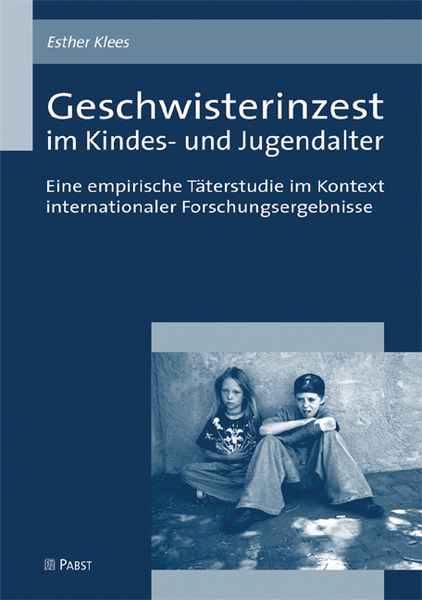 Esther Klees
Geschwisterinzest
im Kindes- und Jugendalter
Eine empirische Täterstudie im Kontext
internationaler Forschungsergebnisse
PABST